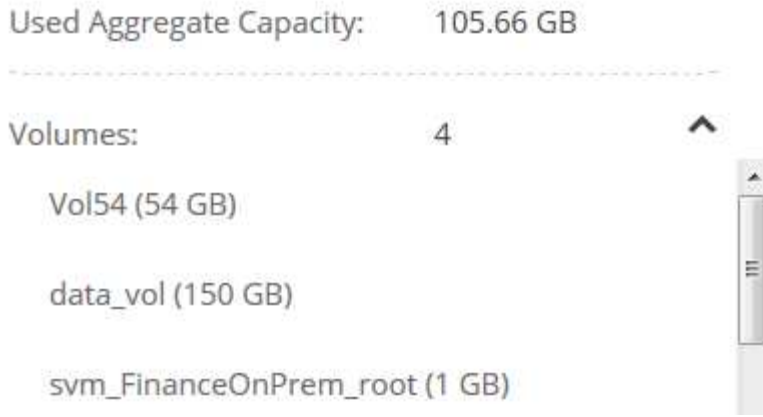 Used Aggregate Capacity: 105.66 GB
Volumes: 4
Vol54 (54 GB)
data_vol (150 GB)
svm_FinanceOnPrem_root (1 GB)